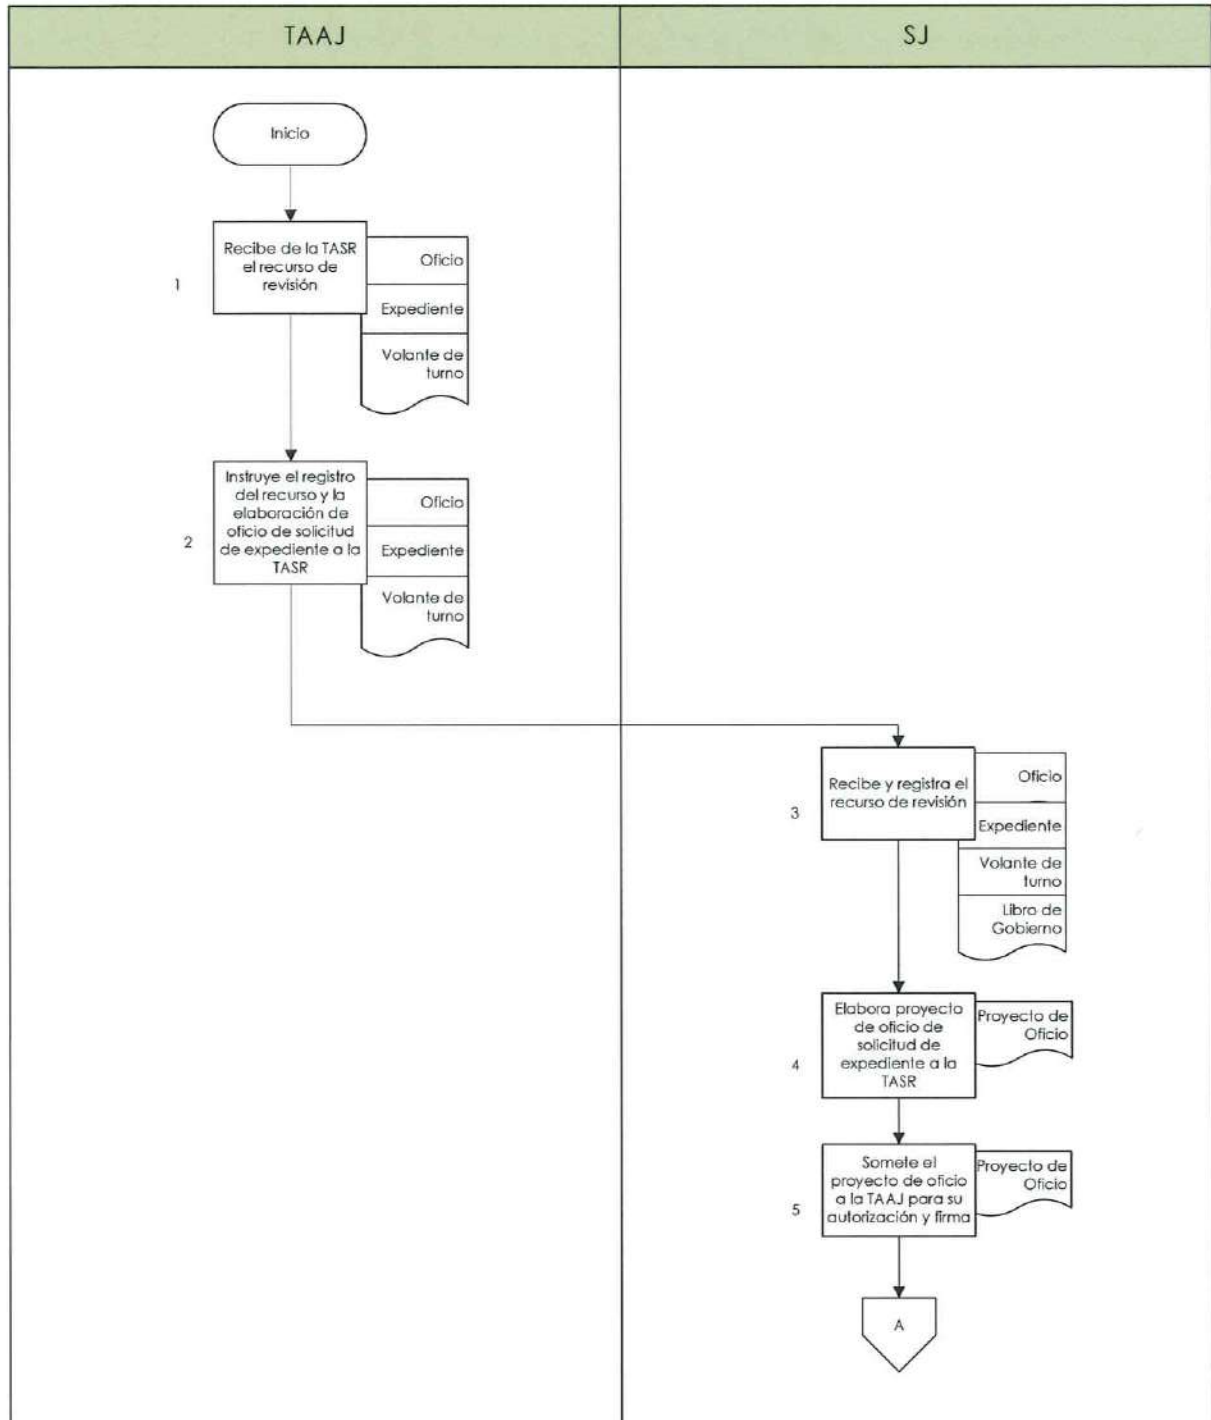 TAAJ
SJ
Inicio
1
Recibe de la TASR
el recurso de
revisión
Oficio
Expediente
Volante de
turno
2
Instruye el registro
del recurso y la
elaboración de
oficio de solicitud
de expediente a la
TASR
Oficio
Expediente
Volante de
turno
3
Recibe y registra el
recurso de revisión
Oficio
Expediente
Volante de
turno
Libro de
Gobierno
4
Elabora proyecto
de oficio de
solicitud de
expediente a la
TASR
Proyecto de
Oficio
5
Somete el
proyecto de oficio
a la TAAJ para su
autorización y firma
Proyecto de
Oficio
A